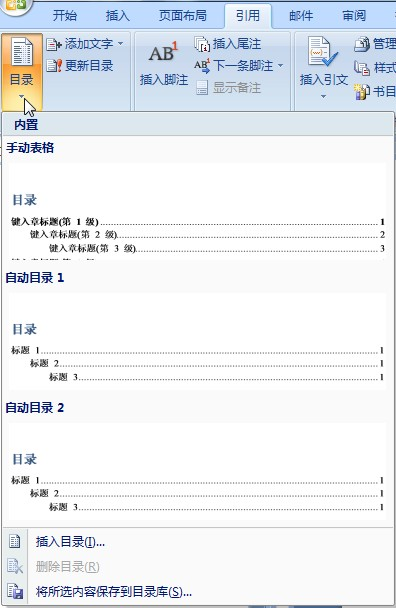 开始 插入 页面布局 引用 邮件 审阅
添加文字 插入尾注 管理
目录 更新目录 AB¹ 插入脚注 AB 下一条脚注 插入引文 样式
显示备注 书目
内置
手动表格
目录
键入章标题(第 1 级)........1
键入章标题(第 2 级)........2
键入章标题(第 3 级)........3
自动目录 1
目录
标题 1........1
标题 2........1
标题 3........1
自动目录 2
目录
标题 1........1
标题 2........1
标题 3........1
插入目录(I)...
删除目录(R)
将所选内容保存到目录库(S)...